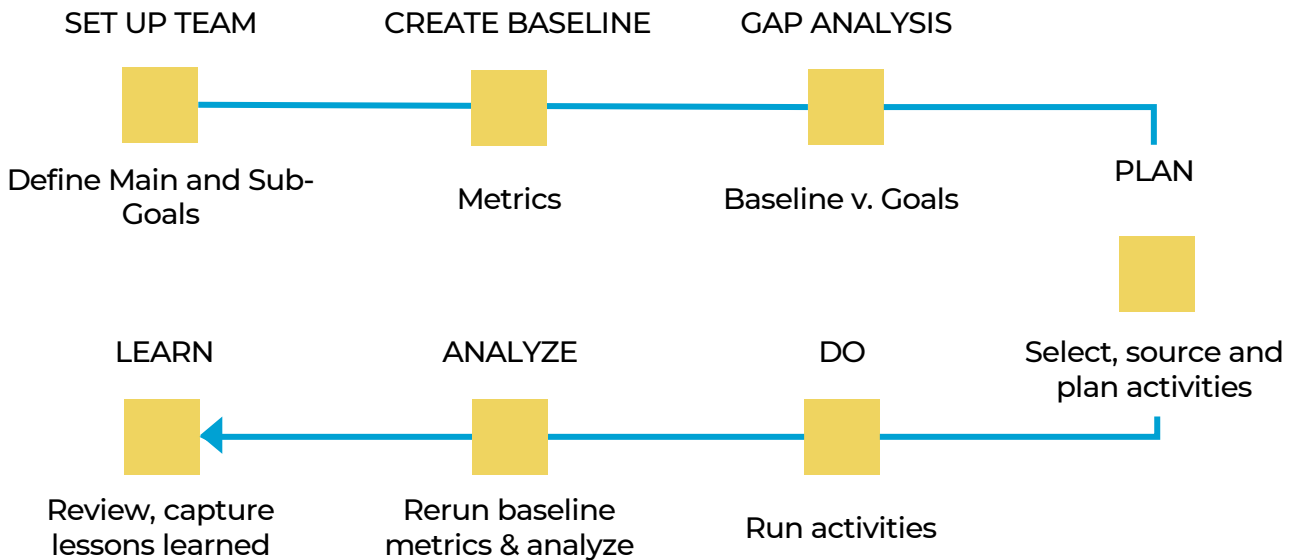 SET UP TEAM
CREATE BASELINE
GAP ANALYSIS
Define Main and Sub-
Goals
Metrics
Baseline v. Goals
PLAN
Select, source and
plan activities
DO
Run activities
ANALYZE
Rerun baseline
metrics & analyze
LEARN
Review, capture
lessons learned